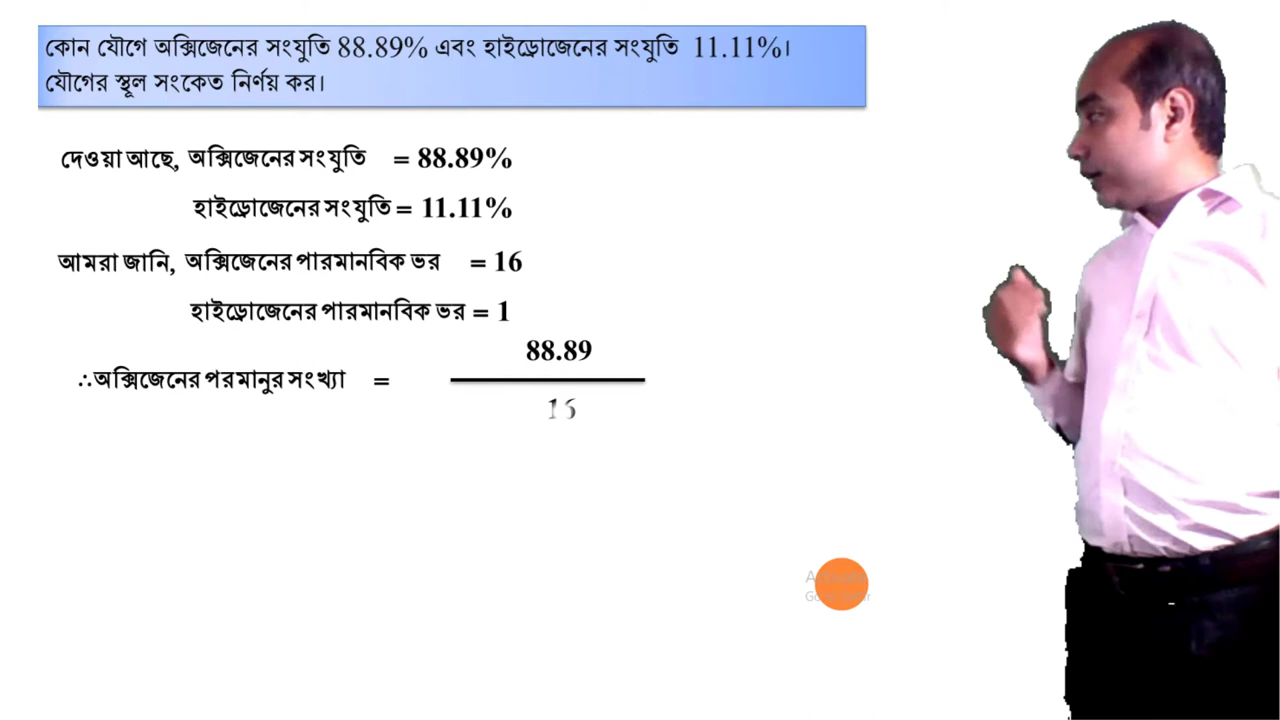 কোন যৌগে অক্সিজেনের সংযুতি 88.89% এবং হাইড্রোজেনের সংযুতি 11.11%।
যৌগের স্থূল সংকেত নির্ণয় কর।
দেওয়া আছে, অক্সিজেনের সংযুতি = 88.89%
হাইড্রোজেনের সংযুতি = 11.11%
আমরা জানি, অক্সিজেনের পারমানবিক ভর = 16
হাইড্রোজেনের পারমানবিক ভর = 1
88.89
∴অক্সিজেনের পরমানুর সংখ্যা =
16